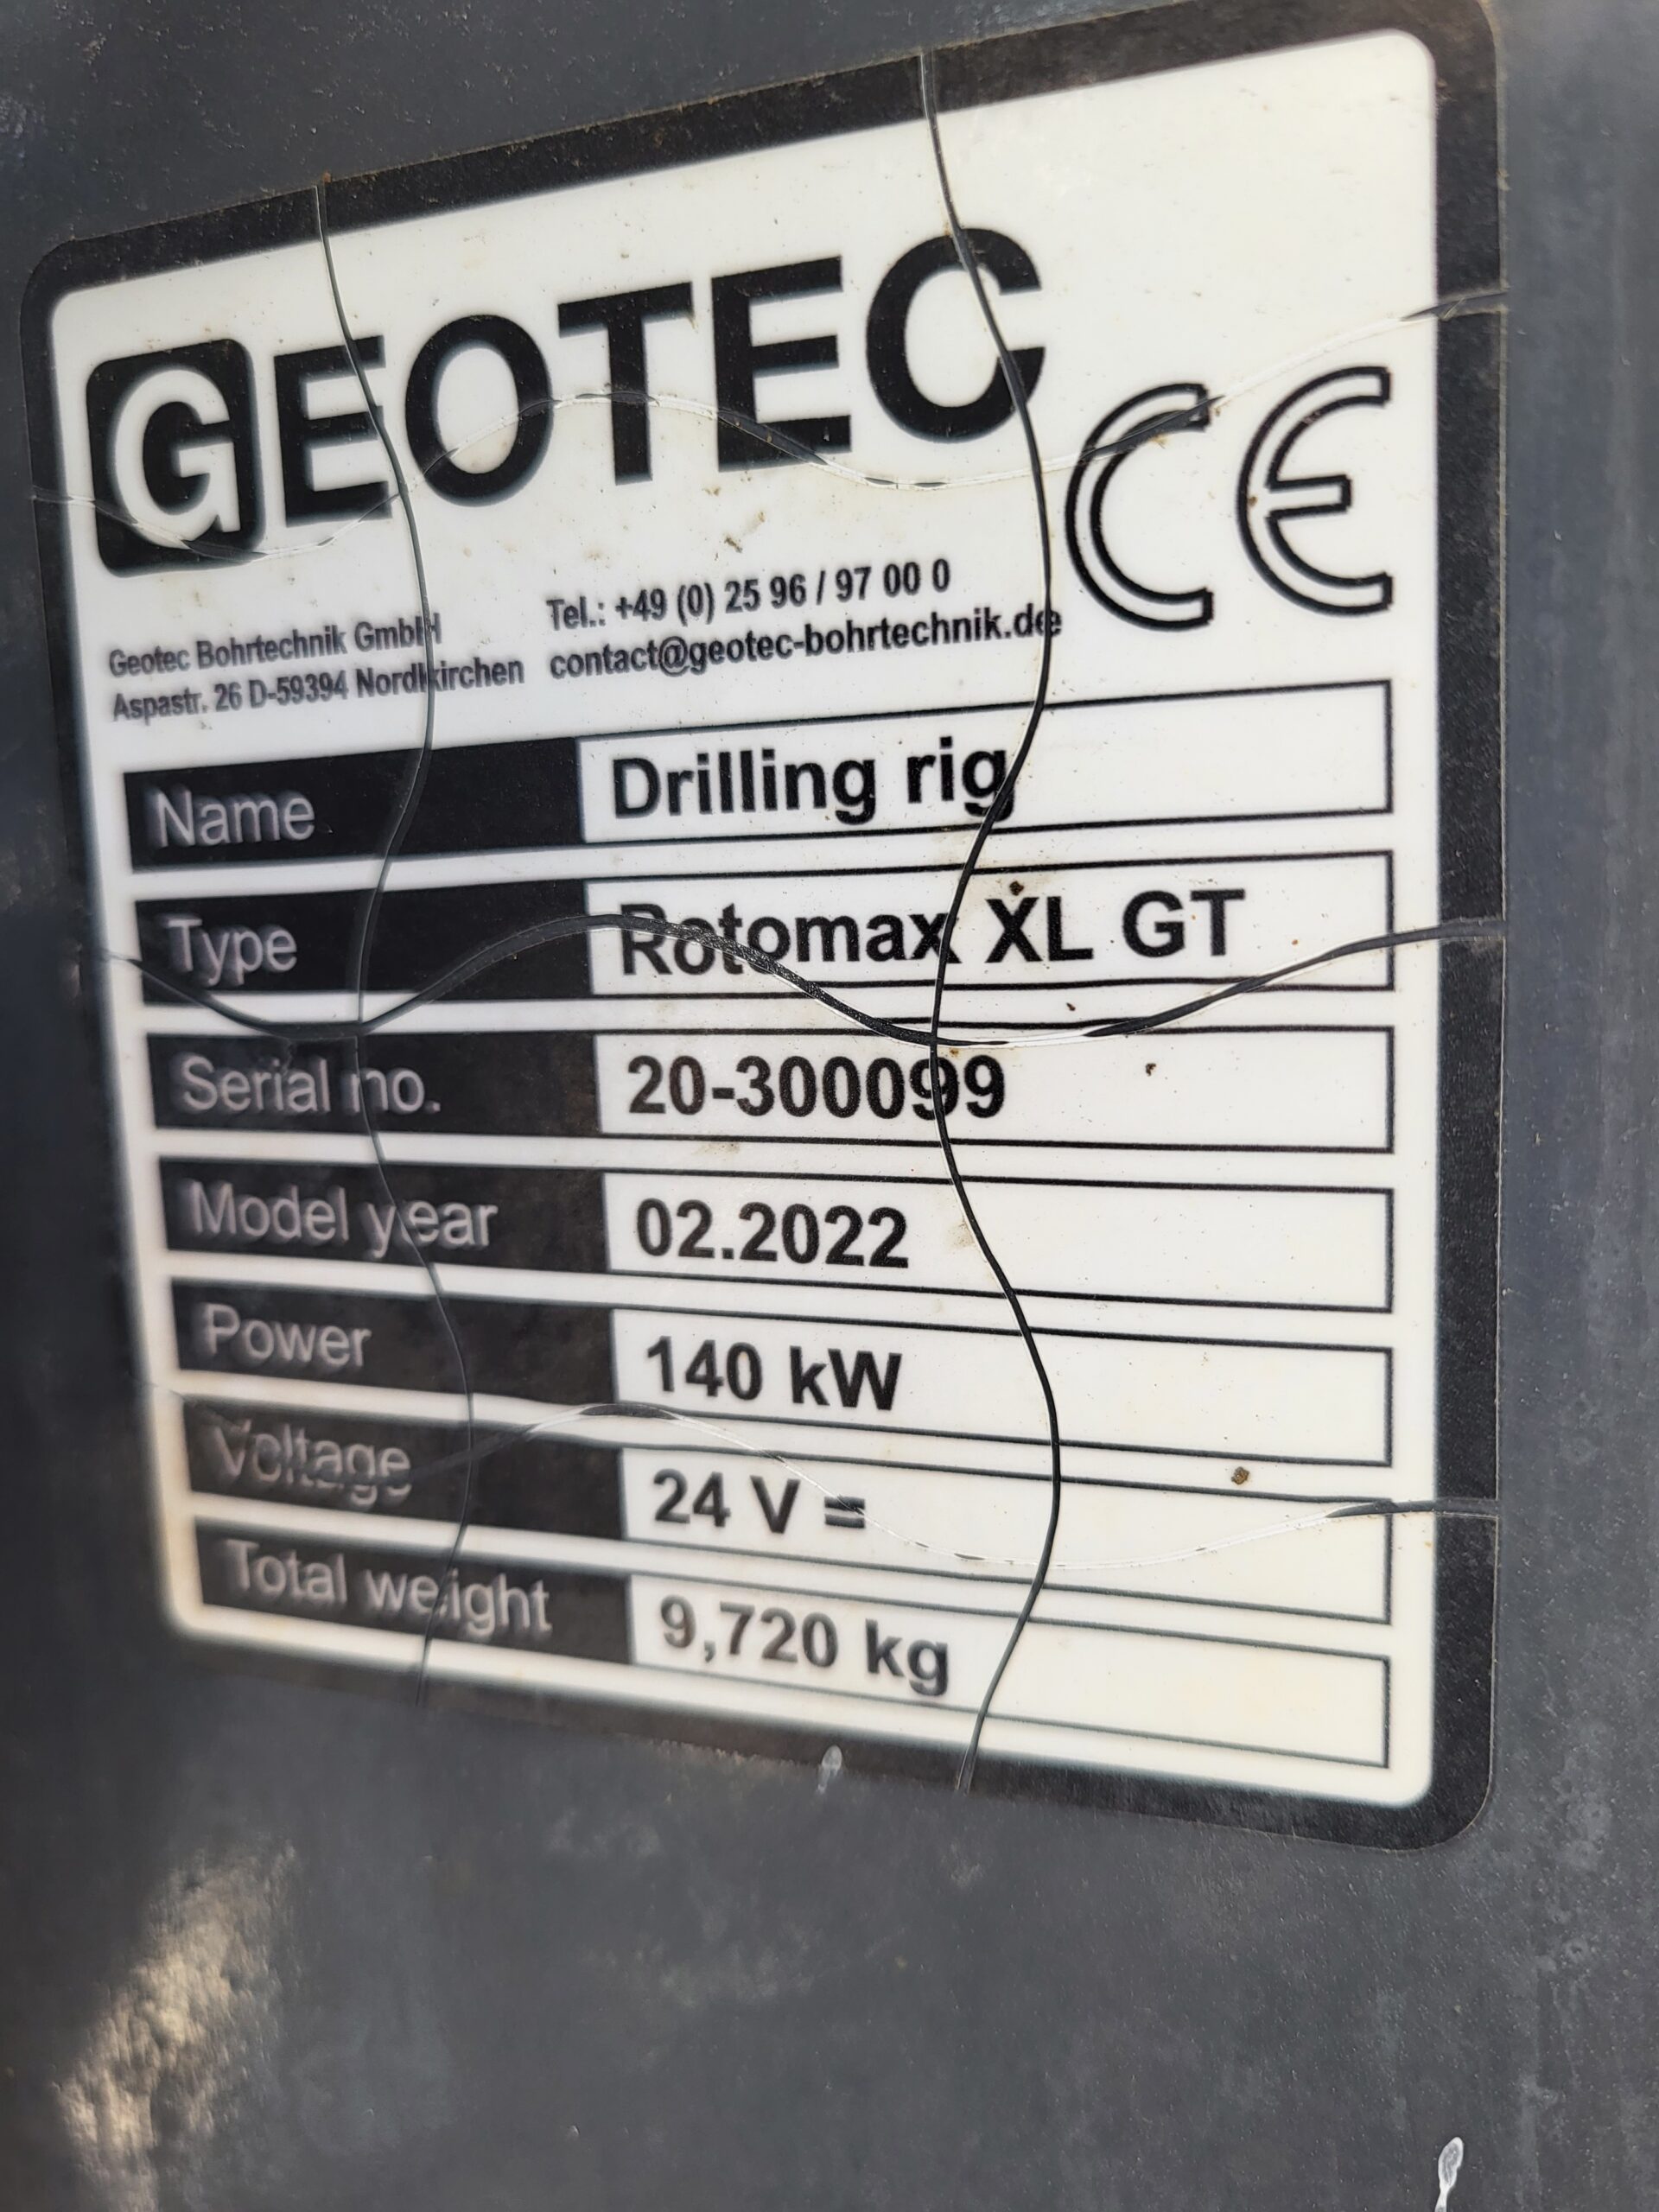 GEOTEC
CE
Geotec Bohrtechnik GmbH
Aspastr. 26 D-59394 Nordkirchen
Tel.: +49 (0) 25 96 / 97 00 0
contact@geotec-bohrtechnik.de
Name Drilling rig
Type Rotomax XL GT
Serial no. 20-300099
Model year 02.2022
Power 140 kW
Voltage 24 V =
Total weight 9,720 kg